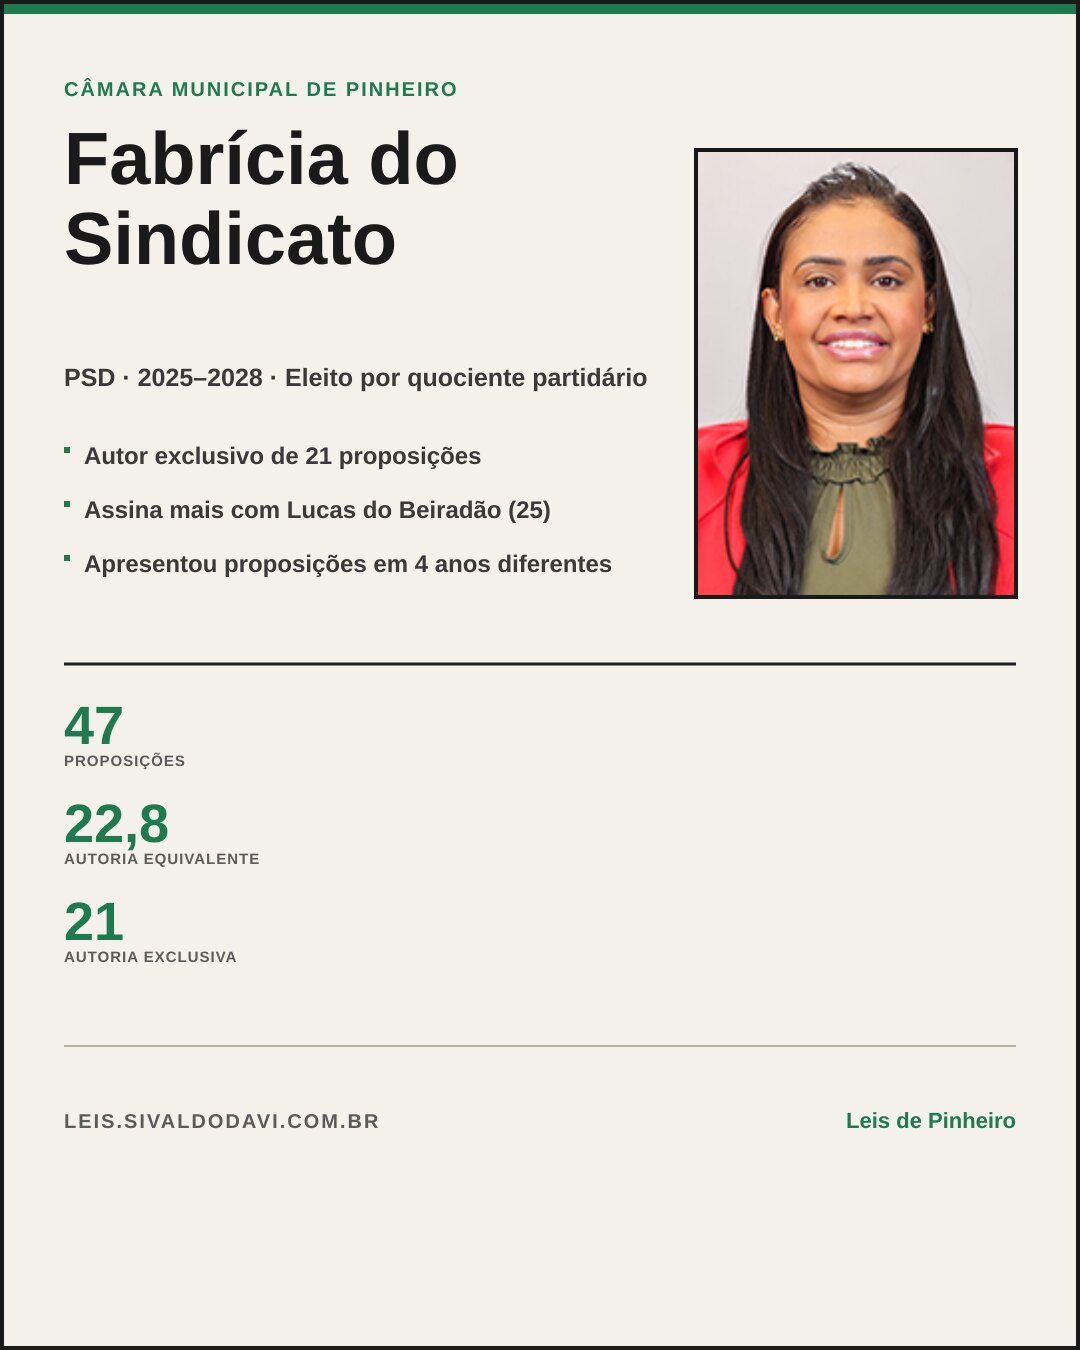 CÂMARA MUNICIPAL DE PINHEIRO
Fabrícia do
Sindicato
PSD · 2025–2028 · Eleito por quociente partidário
Autor exclusivo de 21 proposições
Assina mais com Lucas do Beiradão (25)
Apresentou proposições em 4 anos diferentes
47
PROPOSIÇÕES
22,8
AUTORIA EQUIVALENTE
21
AUTORIA EXCLUSIVA
LEIS.SIVALDODAVI.COM.BR
Leis de Pinheiro